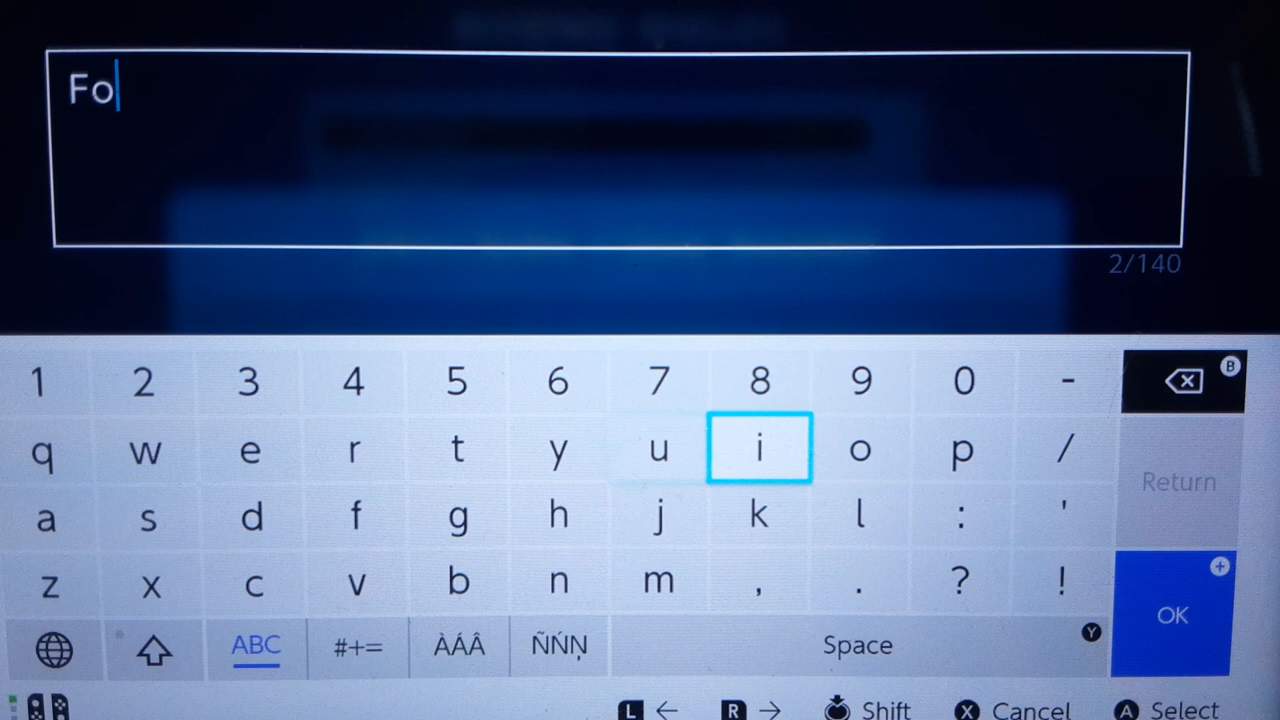 Fo
2/140
1 2 3 4 5 6 7 8 9 0 - B
q w e r t y u i o p / Return
a s d f g h j k l : '
z x c v b n m , . ? ! + OK
ABC #+= ÀÁÂ ÑŃŅ Space Y
L ← R → Shift X Cancel A Select